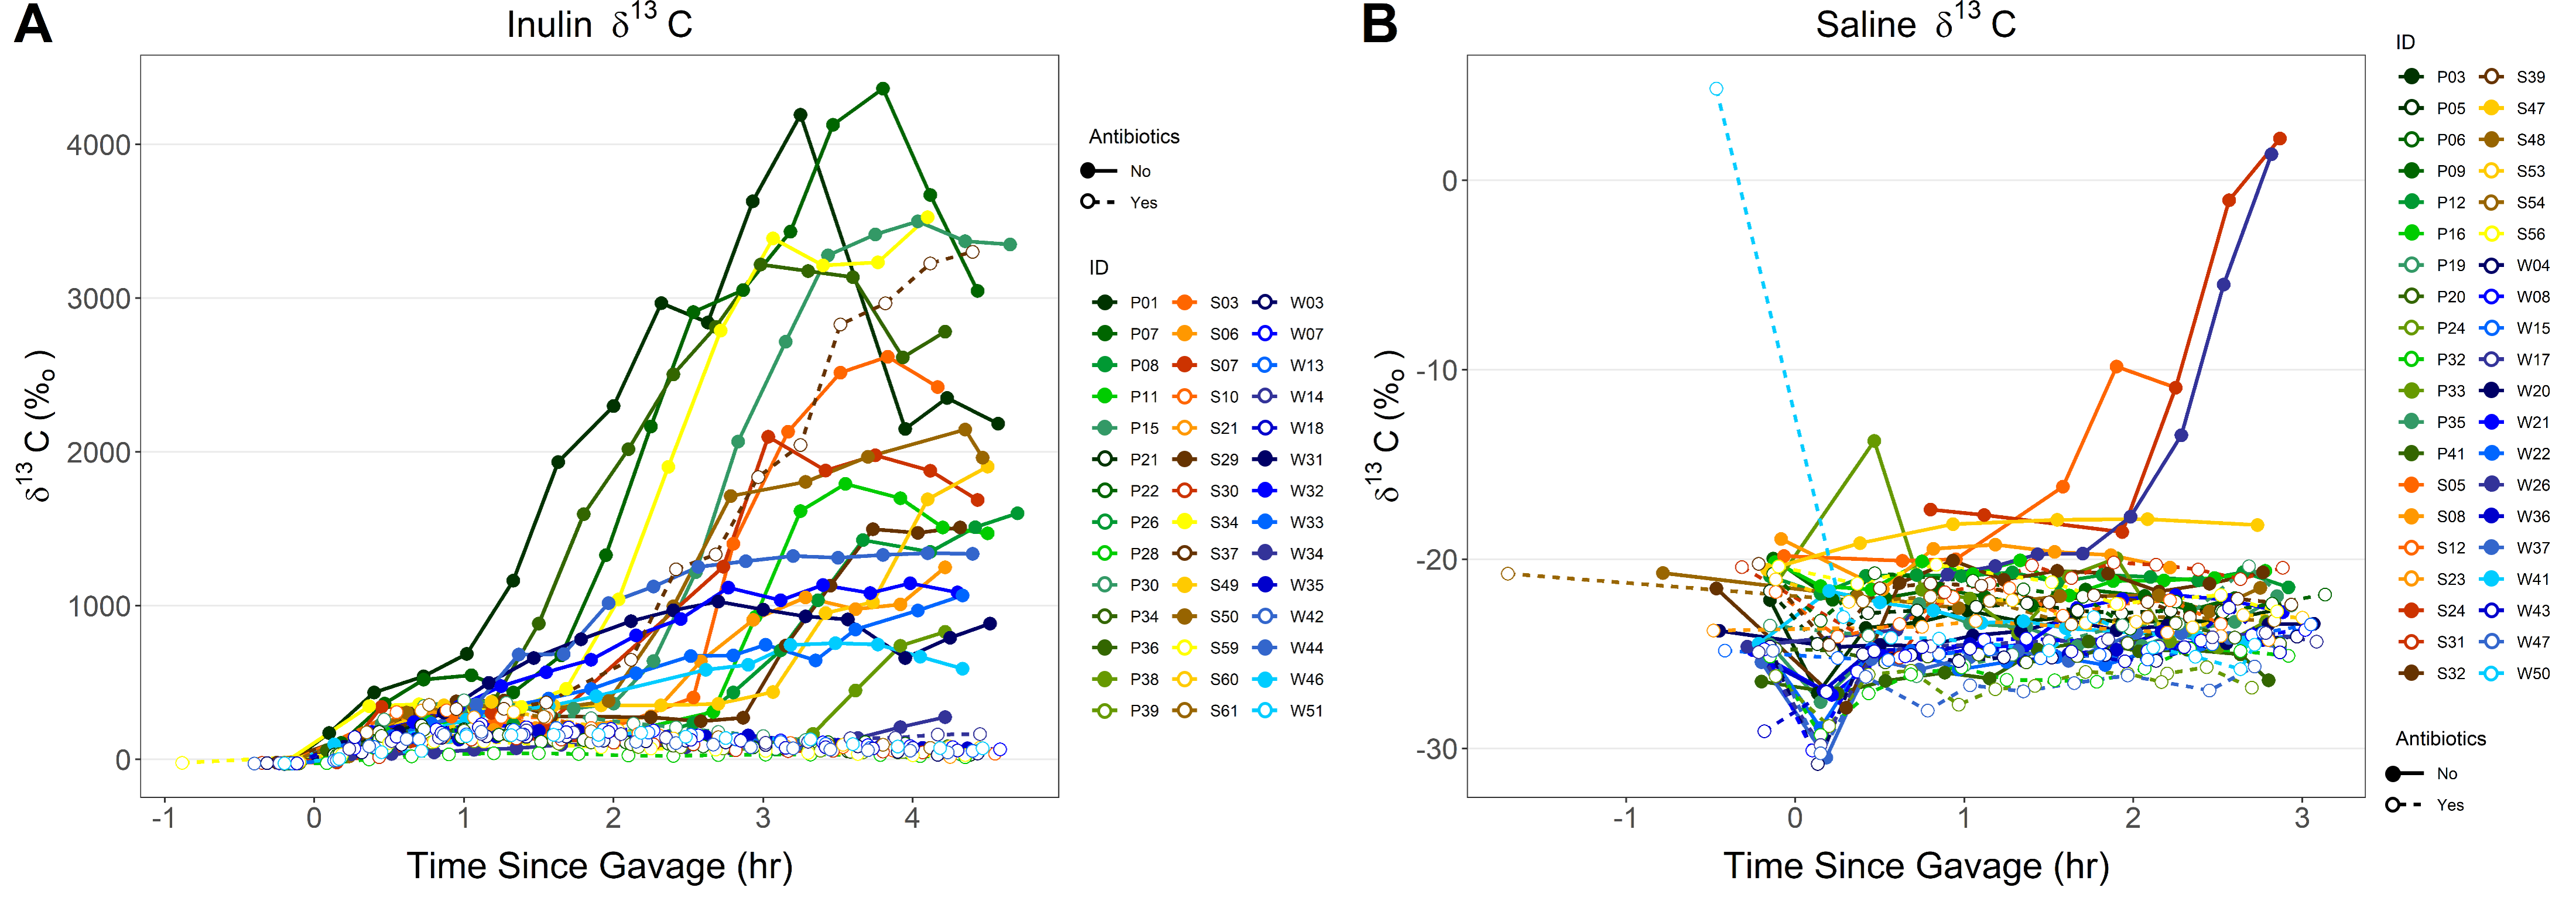 A
Inulin δ13 C
4000
3000
2000
1000
0
δ13 C (‰)
-1 0 1 2 3 4
Time Since Gavage (hr)
Antibiotics
No
Yes
ID
P01 S03 W03
P07 S06 W07
P08 S07 W13
P11 S10 W14
P15 S21 W18
P21 S29 W31
P22 S30 W32
P26 S34 W33
P28 S37 W34
P30 S49 W35
P34 S50 W42
P36 S59 W44
P38 S60 W46
P39 S61 W51
B
Saline δ13 C
0
-10
-20
-30
δ13 C (‰)
-1 0 1 2 3
Time Since Gavage (hr)
ID
P03 S39
P05 S47
P06 S48
P09 S53
P12 S54
P16 S56
P19 W04
P20 W08
P24 W15
P32 W17
P33 W20
P35 W21
P41 W22
S05 W26
S08 W36
S12 W37
S23 W41
S24 W43
S31 W47
S32 W50
Antibiotics
No
Yes